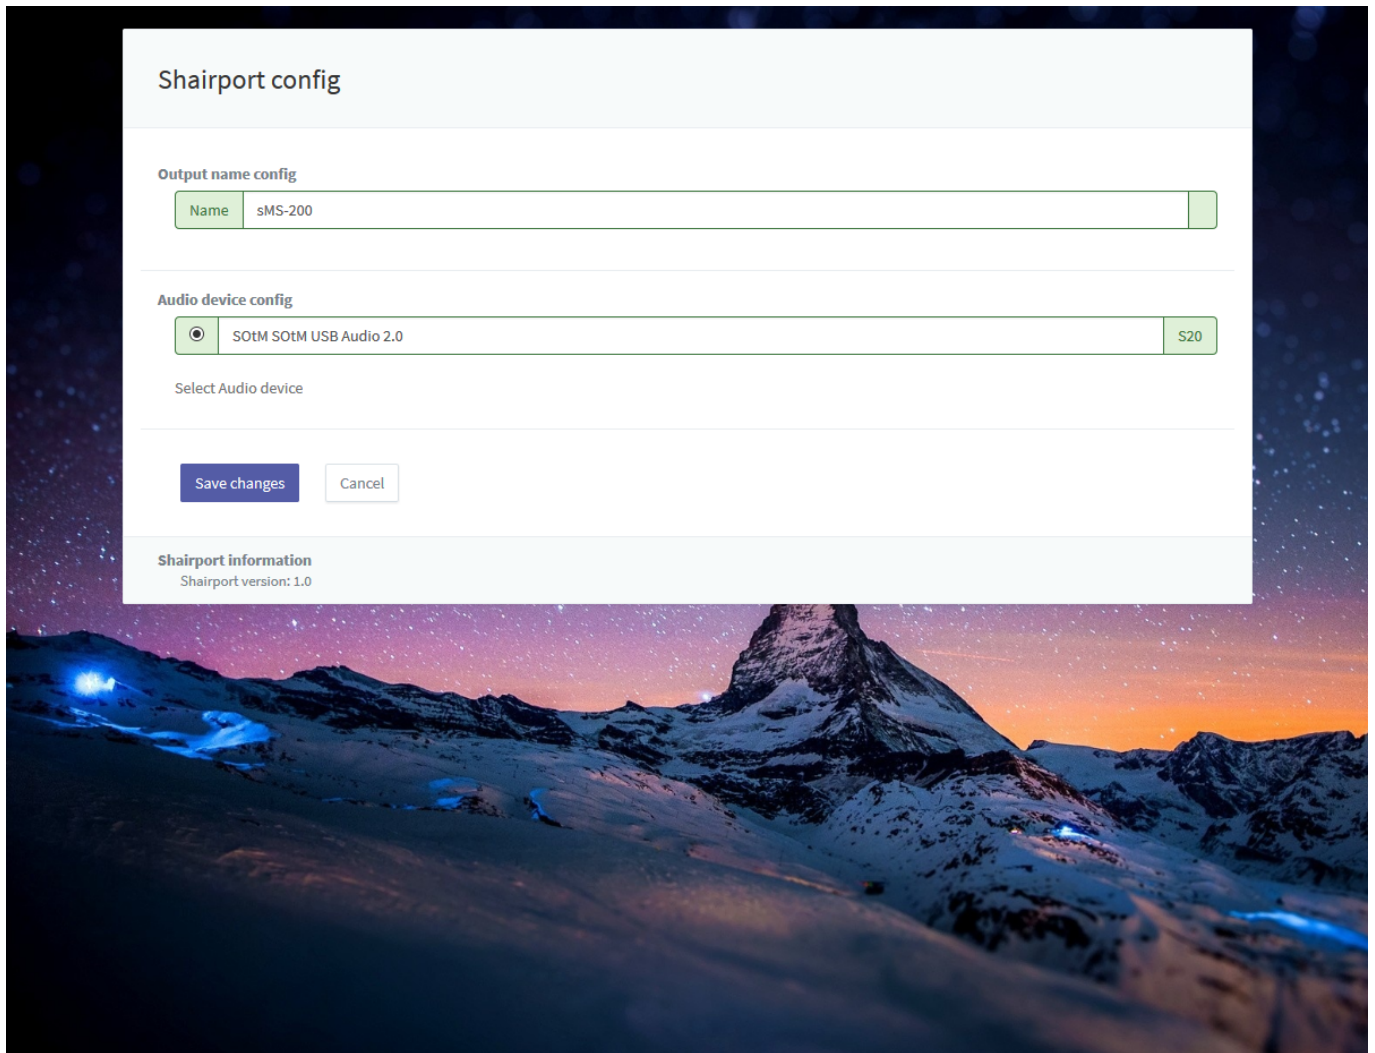 Shairport config
Output name config
Name sMS-200
Audio device config
SOtM SOtM USB Audio 2.0 S20
Select Audio device
Save changes Cancel
Shairport information
Shairport version: 1.0